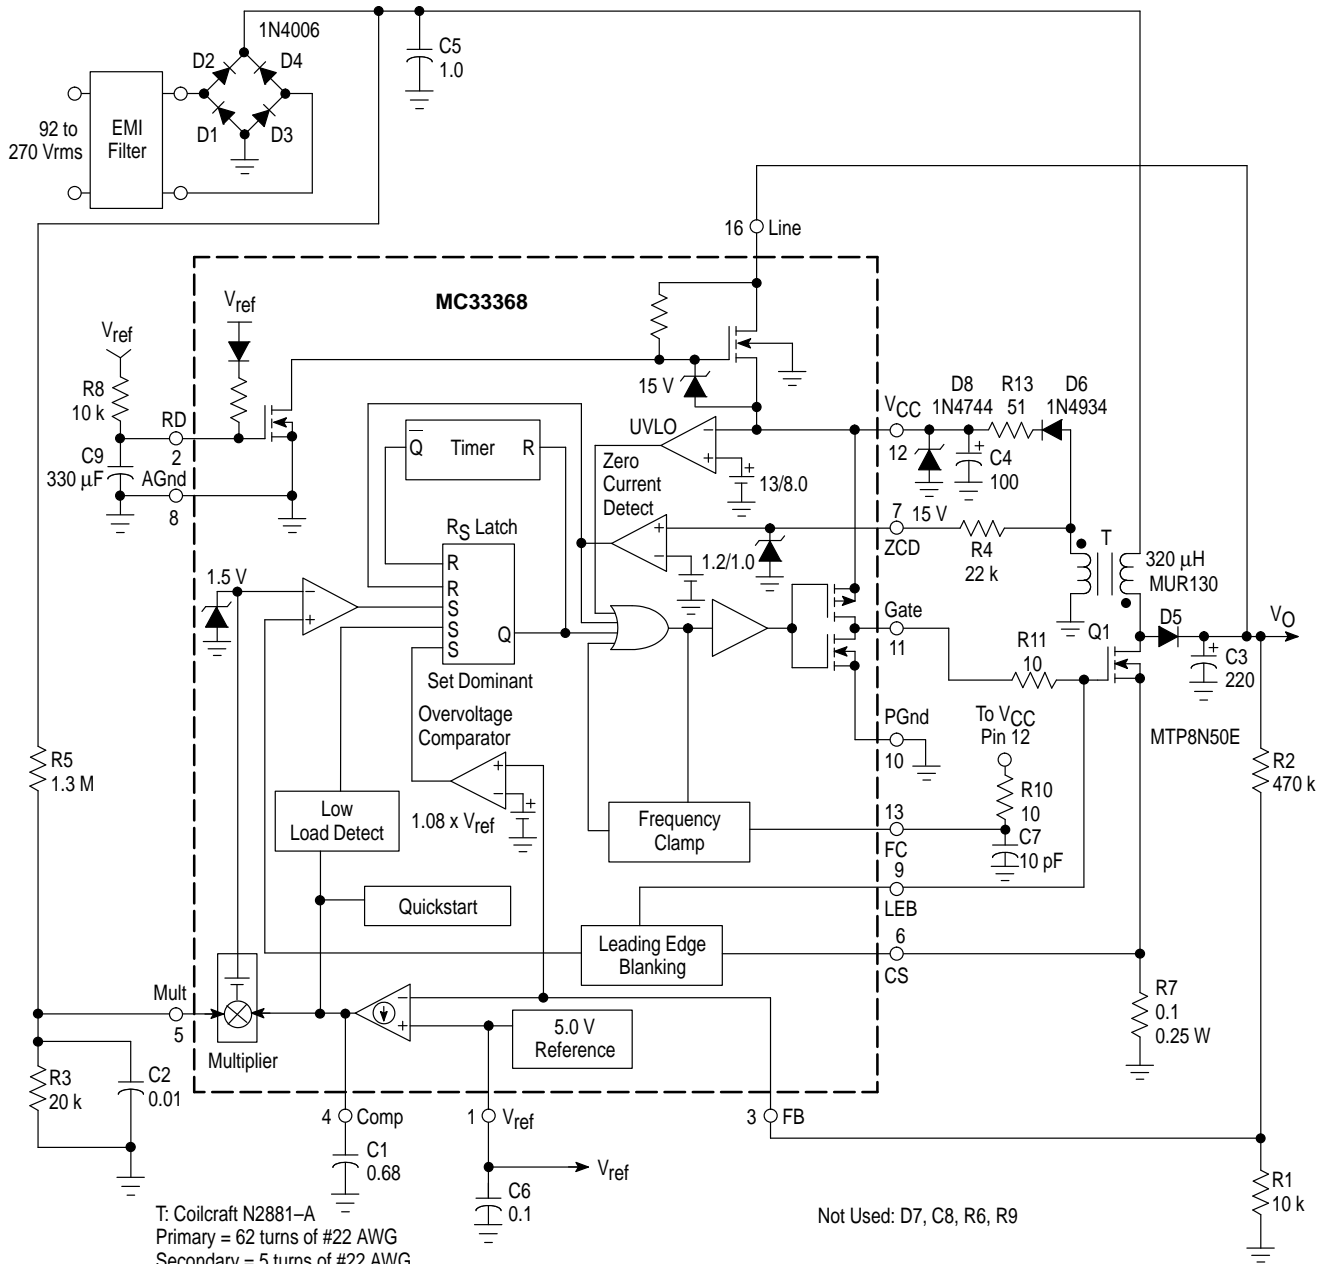 1N4006
D2
D4
D1
D3
C5
1.0
92 to
270 Vrms
EMI
Filter
16
Line
MC33368
Vref
Vref
R8
10 k
RD
2
C9
330 µF
AGnd
8
15 V
UVLO
VCC
12
D8
1N4744
R13
51
D6
1N4934
C4
100
Q
Timer
R
Zero
Current
Detect
13/8.0
RS Latch
R
R
S
S
S
Q
Set Dominant
1.5 V
1.2/1.0
7
15 V
ZCD
R4
22 k
T
320 µH
MUR130
D5
VO
Gate
11
R11
10
Q1
C3
220
Overvoltage
Comparator
PGnd
10
To VCC
Pin 12
MTP8N50E
R5
1.3 M
R2
470 k
Low
Load Detect
1.08 x Vref
Frequency
Clamp
13
FC
R10
10
C7
10 pF
9
LEB
Quickstart
Leading Edge
Blanking
6
CS
R7
0.1
0.25 W
Mult
5
Multiplier
5.0 V
Reference
R3
20 k
C2
0.01
4
Comp
1
Vref
3
FB
C1
0.68
Vref
C6
0.1
R1
10 k
T: Coilcraft N2881–A
Primary = 62 turns of #22 AWG
Secondary = 5 turns of #22 AWG
Not Used: D7, C8, R6, R9